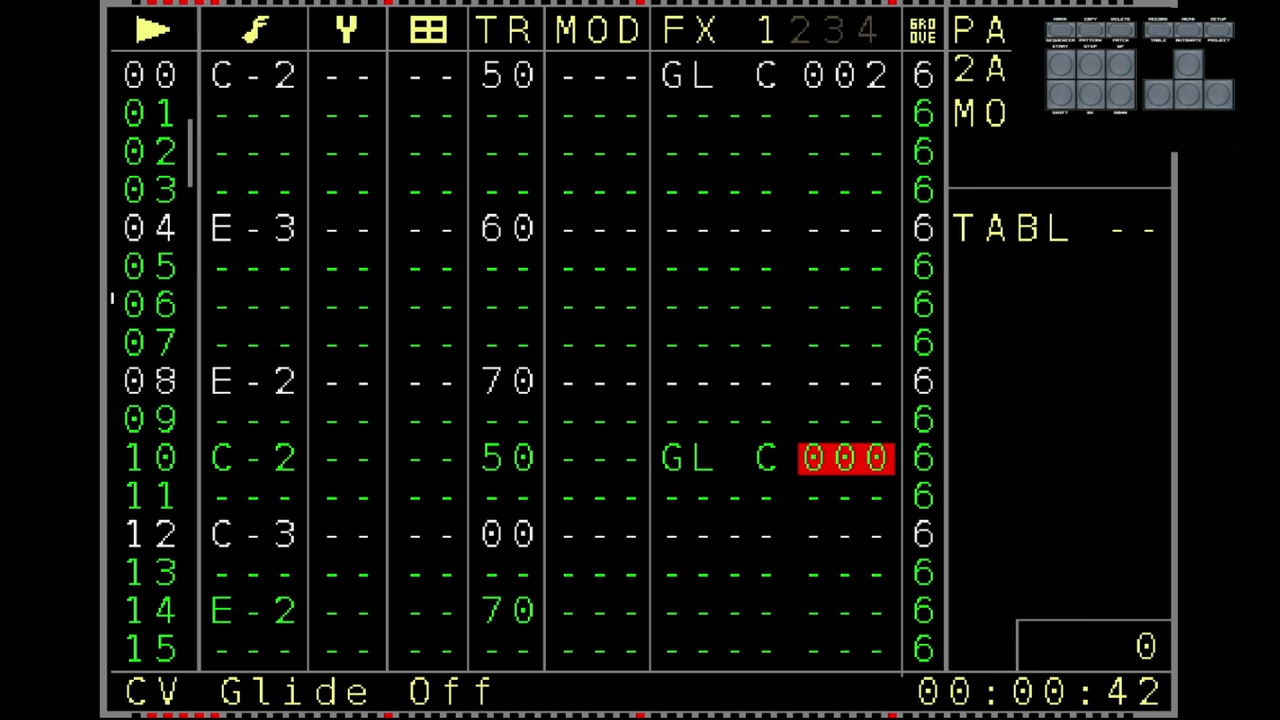 TR MOD FX 1234 GRO OVE PA
00 C-2 -- -- 50 --- GL C 002 6 2A
01 --- -- -- -- --- ---- --- 6 MO
02 --- -- -- -- --- ---- --- 6
03 --- -- -- -- --- ---- --- 6
04 E-3 -- -- 60 --- ---- --- 6 TABL --
05 --- -- -- -- --- ---- --- 6
06 --- -- -- -- --- ---- --- 6
07 --- -- -- -- --- ---- --- 6
08 E-2 -- -- 70 --- ---- --- 6
09 --- -- -- -- --- ---- --- 6
10 C-2 -- -- 50 --- GL C 000 6
11 --- -- -- -- --- ---- --- 6
12 C-3 -- -- 00 --- ---- --- 6
13 --- -- -- -- --- ---- --- 6
14 E-2 -- -- 70 --- ---- --- 6
15 --- -- -- -- --- ---- --- 6 0
CV Glide Off 00:00:42